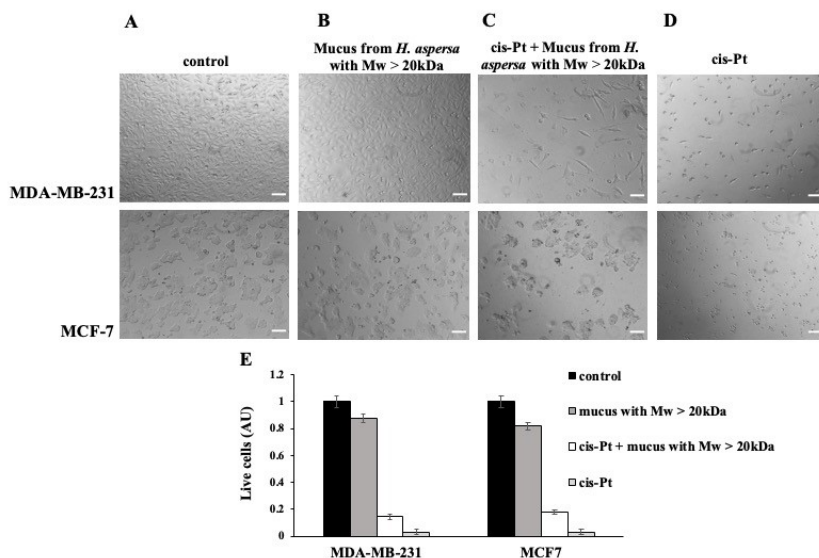 A
B
C
D
control
Mucus from H. aspersa
with Mw > 20kDa
cis-Pt + Mucus from H.
aspersa with Mw > 20kDa
cis-Pt
MDA-MB-231
MCF-7
E
1.2
1
0.8
0.6
0.4
0.2
0
Live cells (AU)
MDA-MB-231
MCF7
control
mucus with Mw > 20kDa
cis-Pt + mucus with Mw > 20kDa
cis-Pt